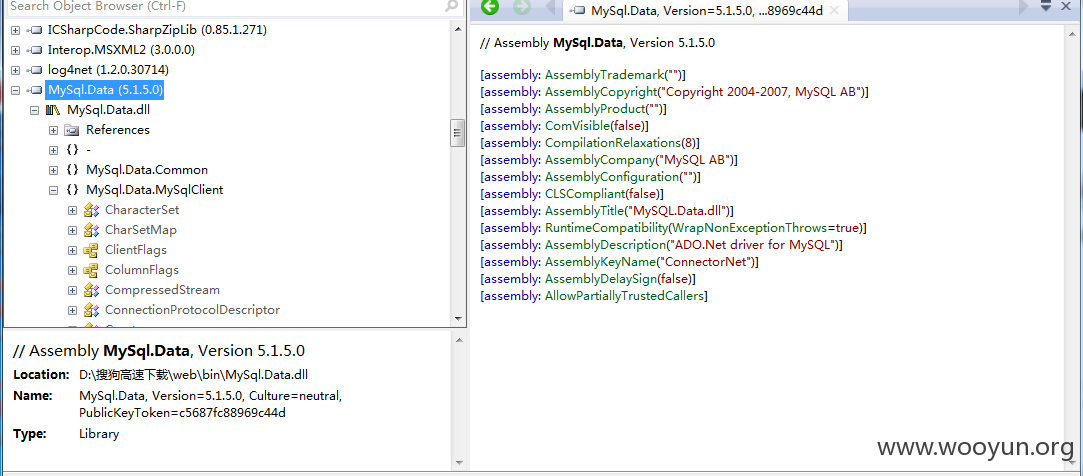 Search Object Browser (Ctrl-F)
ICSharpCode.SharpZipLib (0.85.1.271)
Interop.MSXML2 (3.0.0.0)
log4net (1.2.0.30714)
MySql.Data (5.1.5.0)
MySql.Data.dll
References
{} -
{} MySql.Data.Common
{} MySql.Data.MySqlClient
CharacterSet
CharSetMap
ClientFlags
ColumnFlags
CompressedStream
ConnectionProtocolDescriptor
// Assembly MySql.Data, Version 5.1.5.0
Location: D:\搜狗高速下载\web\bin\MySql.Data.dll
Name: MySql.Data, Version=5.1.5.0, Culture=neutral,
PublicKeyToken=c5687fc88969c44d
Type: Library
MySql.Data, Version=5.1.5.0, ...8969c44d
// Assembly MySql.Data, Version 5.1.5.0
[assembly: AssemblyTrademark("")]
[assembly: AssemblyCopyright("Copyright 2004-2007, MySQL AB")]
[assembly: AssemblyProduct("")]
[assembly: ComVisible(false)]
[assembly: CompilationRelaxations(8)]
[assembly: AssemblyCompany("MySQL AB")]
[assembly: AssemblyConfiguration("")]
[assembly: CLSCompliant(false)]
[assembly: AssemblyTitle("MySQL.Data.dll")]
[assembly: RuntimeCompatibility(WrapNonExceptionThrows=true)]
[assembly: AssemblyDescription("ADO.Net driver for MySQL")]
[assembly: AssemblyKeyName("ConnectorNet")]
[assembly: AssemblyDelaySign(false)]
[assembly: AllowPartiallyTrustedCallers]
www.wooyun.org